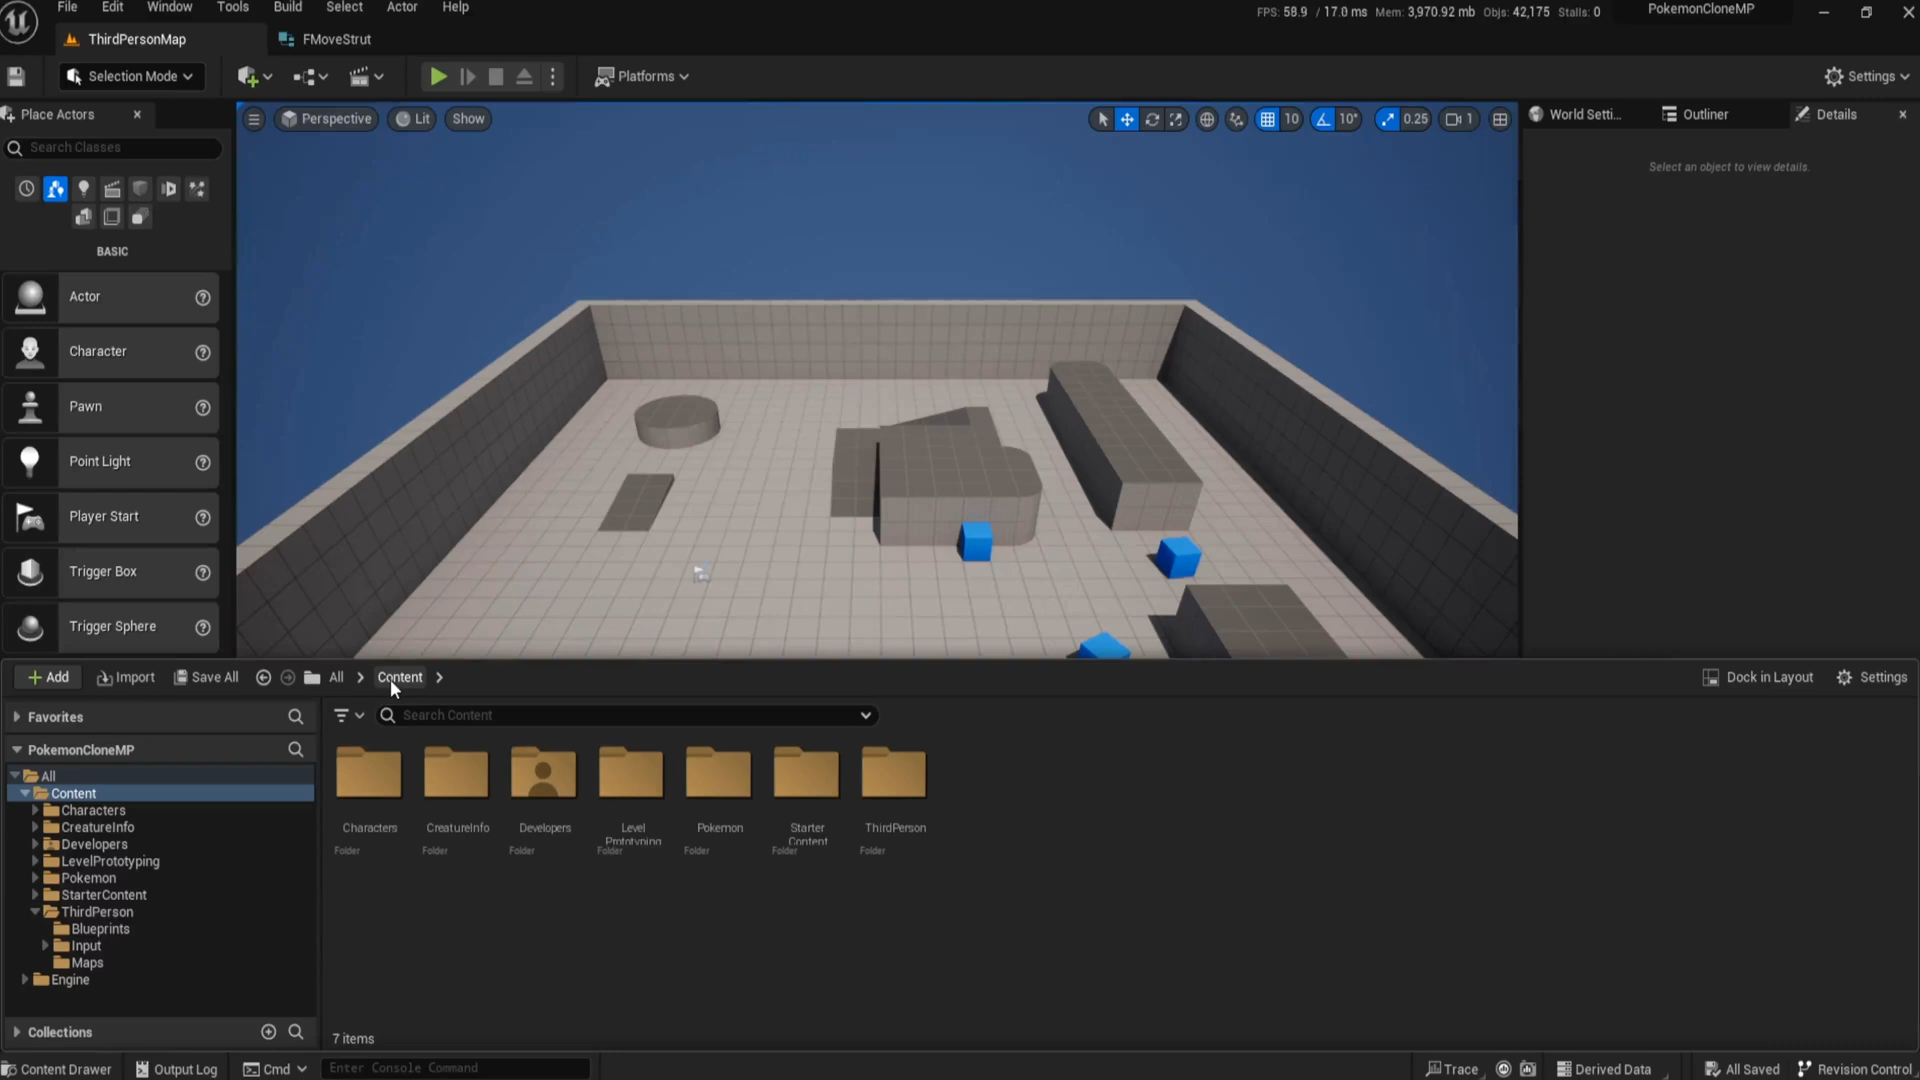 File Edit Window Tools Build Select Actor Help
FPS: 58.9 / 17.0 ms Mem: 3,970.92 mb Objs: 42,175 Stalls: 0
PokemonCloneMP
ThirdPersonMap
FMoveStrut
Selection Mode
Platforms
Settings
Place Actors
Search Classes
BASIC
Actor
Character
Pawn
Point Light
Player Start
Trigger Box
Trigger Sphere
Perspective
Lit
Show
10
10°
0.25
1
World Setti...
Outliner
Details
Select an object to view details.
Add
Import
Save All
All
Content
Dock in Layout
Settings
Favorites
PokemonCloneMP
All
Content
Characters
CreatureInfo
Developers
LevelPrototyping
Pokemon
StarterContent
ThirdPerson
Blueprints
Input
Maps
Engine
Collections
Search Content
Characters
Folder
CreatureInfo
Folder
Developers
Folder
Level
Prototyping
Folder
Pokemon
Folder
Starter
Content
Folder
ThirdPerson
Folder
7 items
Content Drawer
Output Log
Cmd
Enter Console Command
Trace
Derived Data
All Saved
Revision Control